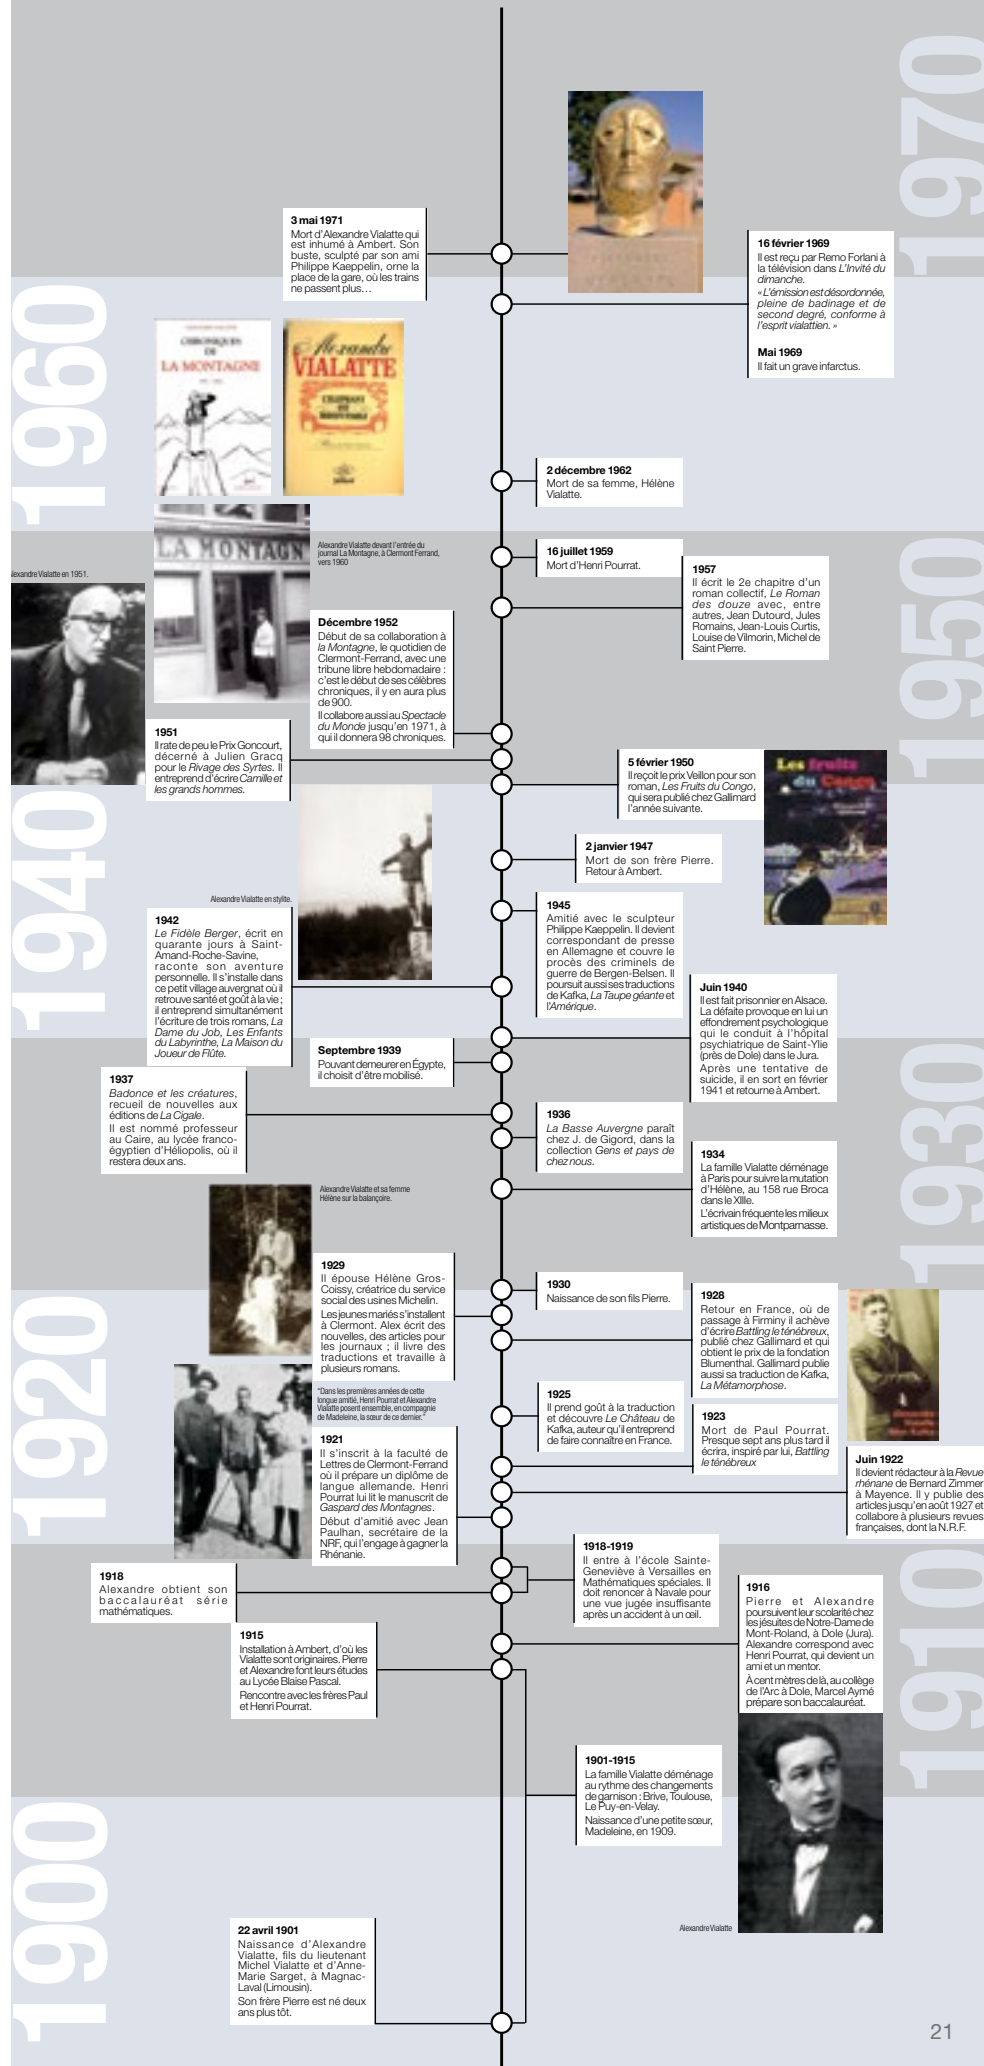 1970
3 mai 1971
Mort d'Alexandre Vialatte qui
est inhumé à Ambert. Son
buste, sculpté par son ami
Philippe Kaeppelin, orne la
place de la gare, où les trains
ne passent plus…
16 février 1969
Il est reçu par Remo Forlani à
la télévision dans L'Invité du
dimanche.
« L'émission est désordonnée,
pleine de badinage et de
second degré, conforme à
l'esprit vialattien. »
Mai 1969
Il fait un grave infarctus.
1960
CHRONIQUES
DE
LA MONTAGNE
Alexandre
VIALATTE
2 décembre 1962
Mort de sa femme, Hélène
Vialatte.
LA MONTAGN
Alexandre Vialatte devant l'entrée du
journal La Montagne, à Clermont Ferrand,
vers 1960
16 juillet 1959
Mort d'Henri Pourrat.
1950
1957
Il écrit le 2e chapitre d'un
roman collectif, Le Roman
des douze avec, entre
autres, Jean Dutourd, Jules
Romains, Jean-Louis Curtis,
Louise de Vilmorin, Michel de
Saint Pierre.
lexandre Vialatte en 1951.
Décembre 1952
Début de sa collaboration à
la Montagne, le quotidien de
Clermont-Ferrand, avec une
tribune libre hebdomadaire :
c'est le début de ses célèbres
chroniques, il y en aura plus
de 900.
Il collabore aussi au Spectacle
du Monde jusqu'en 1971, à
qui il donnera 98 chroniques.
1951
Il rate de peu le Prix Goncourt,
décerné à Julien Gracq
pour le Rivage des Syrtes. Il
entreprend d'écrire Camille et
les grands hommes.
5 février 1950
Il reçoit le prix Veillon pour son
roman, Les Fruits du Congo,
qui sera publié chez Gallimard
l'année suivante.
Les fruits
du Congo
1940
2 janvier 1947
Mort de son frère Pierre.
Retour à Ambert.
Alexandre Vialatte en stylite.
1945
Amitié avec le sculpteur
Philippe Kaeppelin. Il devient
correspondant de presse
en Allemagne et couvre le
procès des criminels de
guerre de Bergen-Belsen. Il
poursuit aussi ses traductions
de Kafka, La Taupe géante et
l'Amérique.
1942
Le Fidèle Berger, écrit en
quarante jours à Saint-
Amand-Roche-Savine,
raconte son aventure
personnelle. Il s'installe dans
ce petit village auvergnat où il
retrouve santé et goût à la vie ;
il entreprend simultanément
l'écriture de trois romans, La
Dame du Job, Les Enfants
du Labyrinthe, La Maison du
Joueur de Flûte.
Juin 1940
Il est fait prisonnier en Alsace.
La défaite provoque en lui un
effondrement psychologique
qui le conduit à l'hôpital
psychiatrique de Saint-Ylie
(près de Dole) dans le Jura.
Après une tentative de
suicide, il en sort en février
1941 et retourne à Ambert.
Septembre 1939
Pouvant demeurer en Égypte,
il choisit d'être mobilisé.
1930
1937
Badonce et les créatures,
recueil de nouvelles aux
éditions de La Cigale.
Il est nommé professeur
au Caire, au lycée franco-
égyptien d'Héliopolis, où il
restera deux ans.
1936
La Basse Auvergne paraît
chez J. de Gigord, dans la
collection Gens et pays de
chez nous.
1934
La famille Vialatte déménage
à Paris pour suivre la mutation
d'Hélène, au 158 rue Broca
dans le XIIIe.
L'écrivain fréquente les milieux
artistiques de Montparnasse.
Alexandre Vialatte et sa femme
Hélène sur la balançoire.
1929
Il épouse Hélène Gros-
Coissy, créatrice du service
social des usines Michelin.
Les jeunes mariés s'installent
à Clermont. Alex écrit des
nouvelles, des articles pour
les journaux ; il livre des
traductions et travaille à
plusieurs romans.
1930
Naissance de son fils Pierre.
1920
1928
Retour en France, où de
passage à Firminy il achève
d'écrire Battling le ténébreux,
publié chez Gallimard et qui
obtient le prix de la fondation
Blumenthal. Gallimard publie
aussi sa traduction de Kafka,
La Métamorphose.
"Dans les premières années de cette
longue amitié, Henri Pourrat et Alexandre
Vialatte posent ensemble, en compagnie
de Madeleine, la sœur de ce dernier."
1925
Il prend goût à la traduction
et découvre Le Château de
Kafka, auteur qu'il entreprend
de faire connaître en France.
1923
Mort de Paul Pourrat.
Presque sept ans plus tard il
écrira, inspiré par lui, Battling
le ténébreux
1921
Il s'inscrit à la faculté de
Lettres de Clermont-Ferrand
où il prépare un diplôme de
langue allemande. Henri
Pourrat lui lit le manuscrit de
Gaspard des Montagnes.
Début d'amitié avec Jean
Paulhan, secrétaire de la
NRF, qui l'engage à gagner la
Rhénanie.
Juin 1922
Il devient rédacteur à la Revue
rhénane de Bernard Zimmer
à Mayence. Il y publie des
articles jusqu'en août 1927 et
collabore à plusieurs revues
françaises, dont la N.R.F.
1910
1918-1919
Il entre à l'école Sainte-
Geneviève à Versailles en
Mathématiques spéciales. Il
doit renoncer à Navale pour
une vue jugée insuffisante
après un accident à un œil.
1918
Alexandre obtient son
baccalauréat série
mathématiques.
1916
Pierre et Alexandre
poursuivent leur scolarité chez
les jésuites de Notre-Dame de
Mont-Roland, à Dole (Jura).
Alexandre correspond avec
Henri Pourrat, qui devient un
ami et un mentor.
À cent mètres de là, au collège
de l'Arc à Dole, Marcel Aymé
prépare son baccalauréat.
1915
Installation à Ambert, d'où les
Vialatte sont originaires. Pierre
et Alexandre font leurs études
au Lycée Blaise Pascal.
Rencontre avec les frères Paul
et Henri Pourrat.
1901-1915
La famille Vialatte déménage
au rythme des changements
de garnison : Brive, Toulouse,
Le Puy-en-Velay.
Naissance d'une petite sœur,
Madeleine, en 1909.
1900
Alexandre Vialatte
22 avril 1901
Naissance d'Alexandre
Vialatte, fils du lieutenant
Michel Vialatte et d'Anne-
Marie Sarget, à Magnac-
Laval (Limousin).
Son frère Pierre est né deux
ans plus tôt.
21